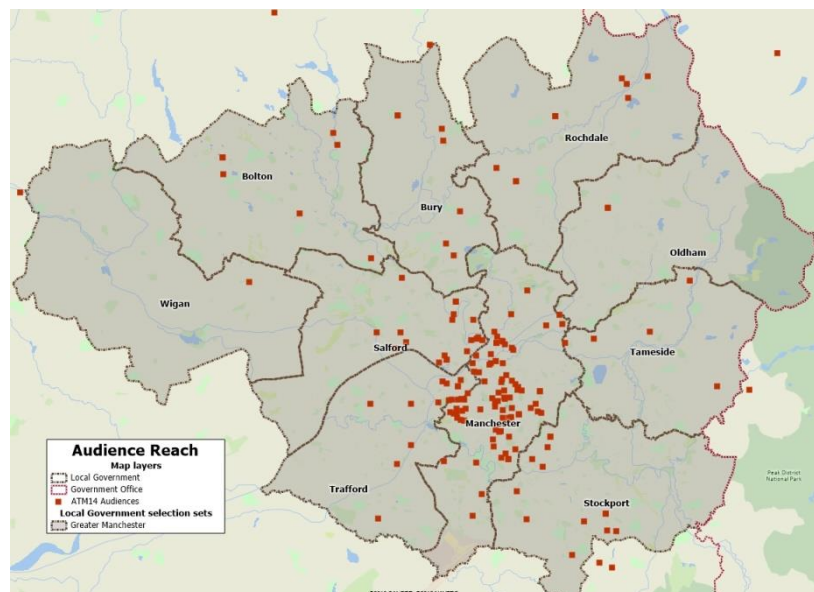 Rochdale
Bolton
Bury
Oldham
Wigan
Salford
Tameside
Manchester
Audience Reach
Map layers
Local Government
Government Office
ATM14 Audiences
Local Government selection sets
Greater Manchester
Trafford
Stockport
Peak District
National Park